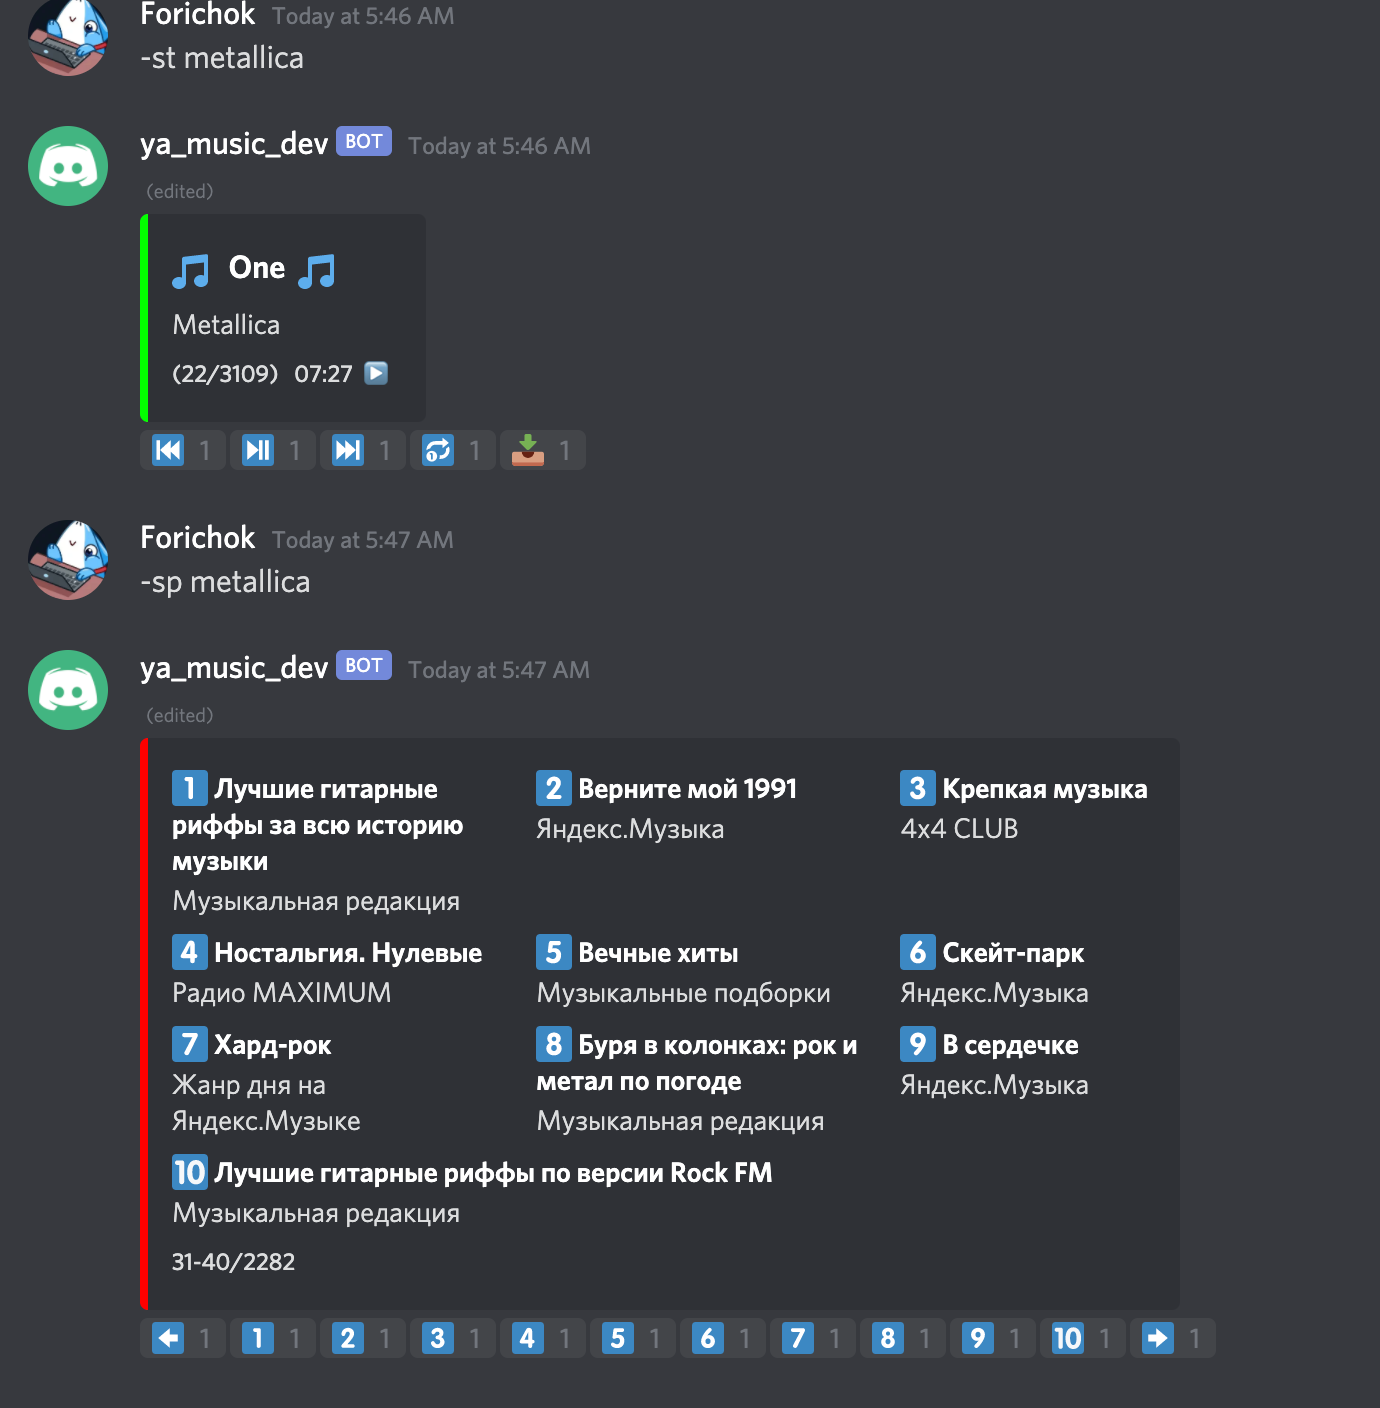 Forichok Today at 5:46 AM
-st metallica
ya_music_dev BOT Today at 5:46 AM
(edited)
One
Metallica
(22/3109) 07:27
1 1 1 1 1
Forichok Today at 5:47 AM
-sp metallica
ya_music_dev BOT Today at 5:47 AM
(edited)
1 Лучшие гитарные
риффы за всю историю
музыки
Музыкальная редакция
2 Верните мой 1991
Яндекс.Музыка
3 Крепкая музыка
4x4 CLUB
4 Ностальгия. Нулевые
Радио MAXIMUM
5 Вечные хиты
Музыкальные подборки
6 Скейт-парк
Яндекс.Музыка
7 Хард-рок
Жанр дня на
Яндекс.Музыке
8 Буря в колонках: рок и
метал по погоде
Музыкальная редакция
9 В сердечке
Яндекс.Музыка
10 Лучшие гитарные риффы по версии Rock FM
Музыкальная редакция
31-40/2282
1 1 1 2 1 3 1 4 1 5 1 6 1 7 1 8 1 9 1 10 1 1